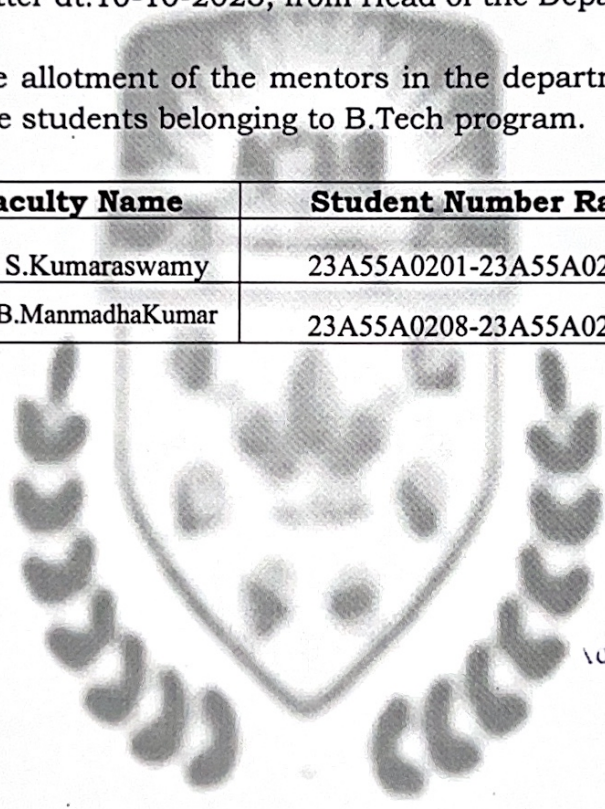 e allotment of the mentors in the departm
e students belonging to B.Tech program.
aculty Name Student Number Ra
S.Kumaraswamy 23A55A0201-23A55A02
B.ManmadhaKumar 23A55A0208-23A55A02